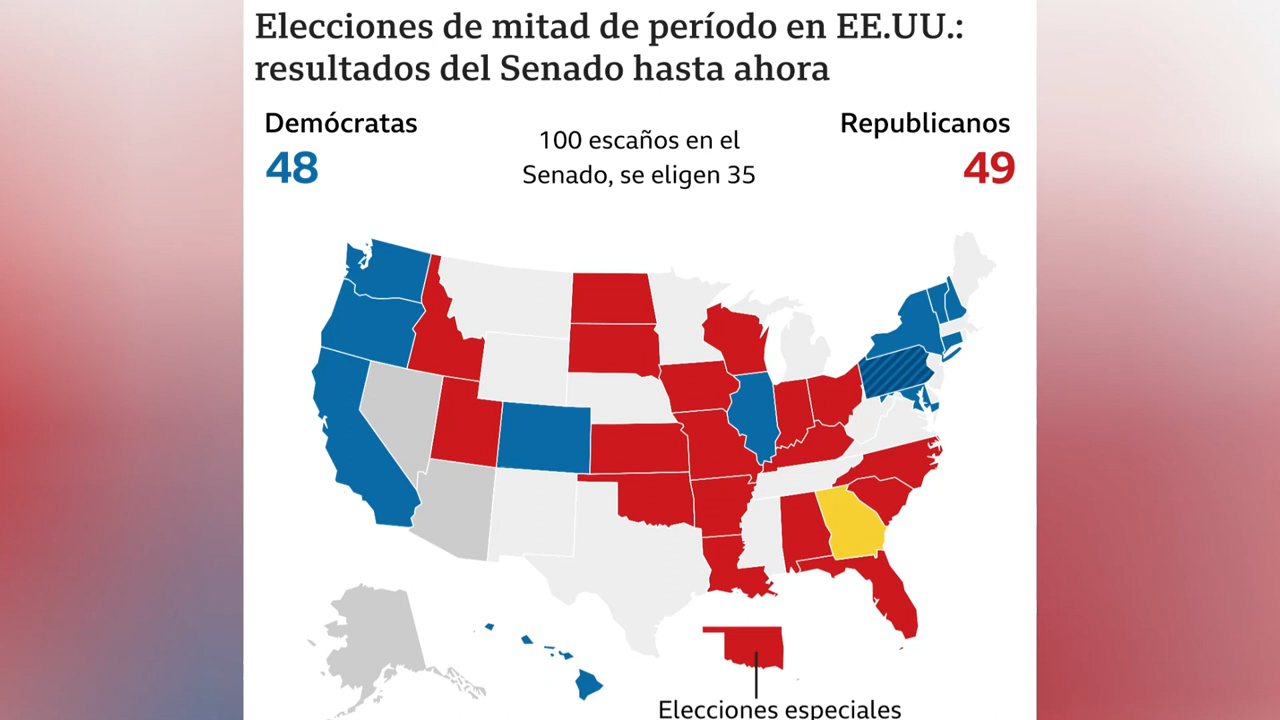 Elecciones de mitad de período en EE.UU.:
resultados del Senado hasta ahora
Demócratas
48
100 escaños en el
Senado, se eligen 35
Republicanos
49
Elecciones especiales